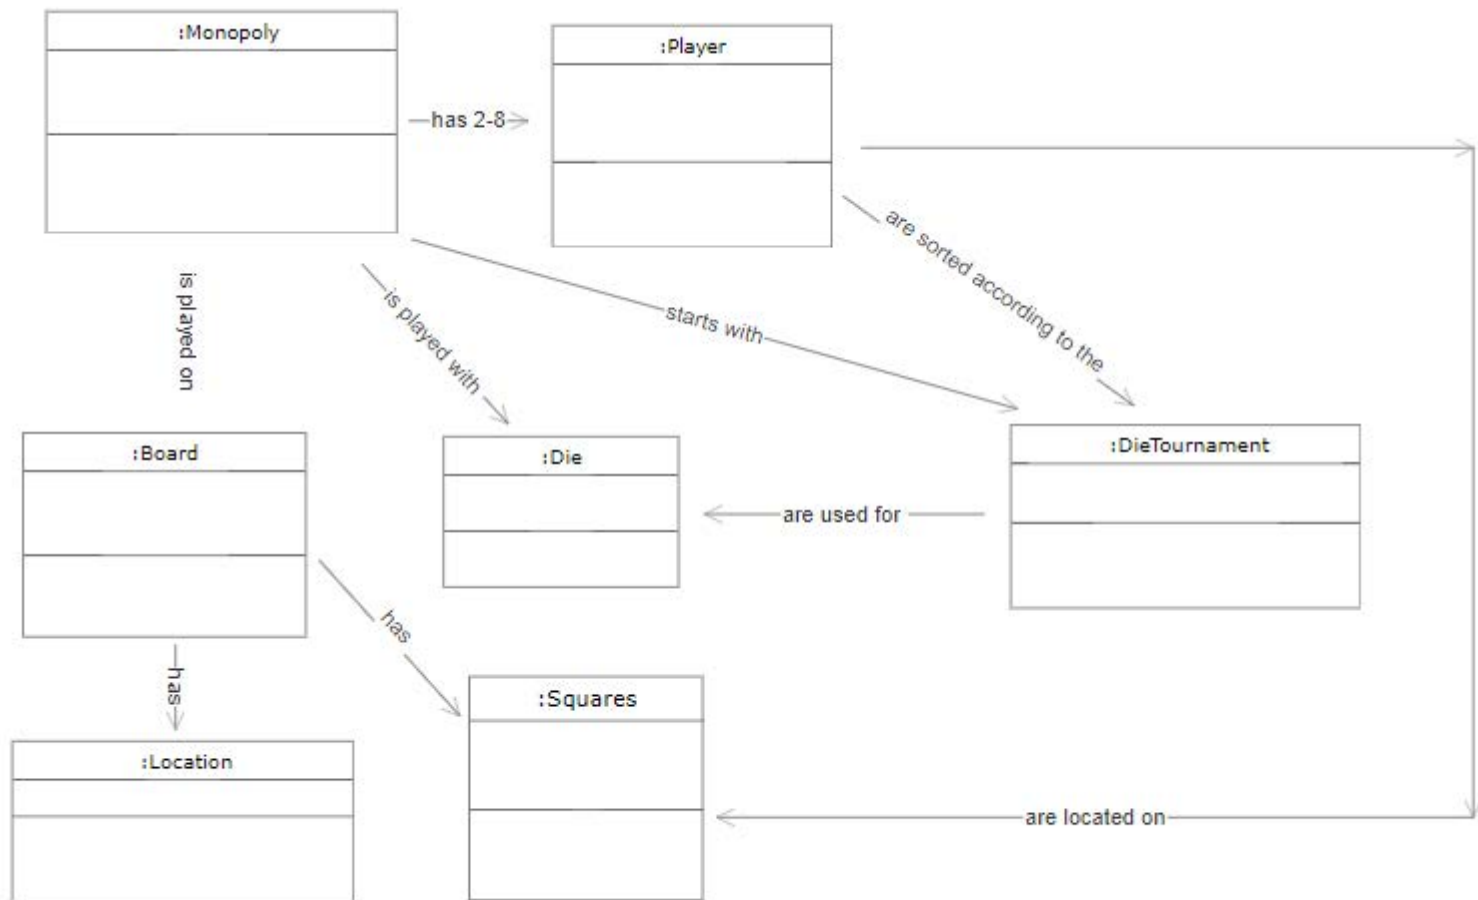 :Monopoly
:Player
has 2-8
are sorted according to the
is played on
is played with
starts with
:Board
:Die
:DieTournament
are used for
has
has
:Squares
:Location
are located on